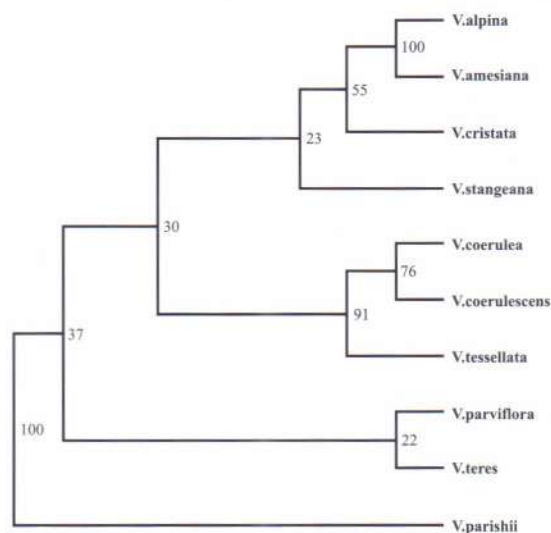 V.alpina
100
V.amesiana
55
V.cristata
23
V.stangeana
30
V.coerulea
76
V.coerulescens
91
V.tessellata
37
V.parviflora
100
22
V.teres
V.parishii